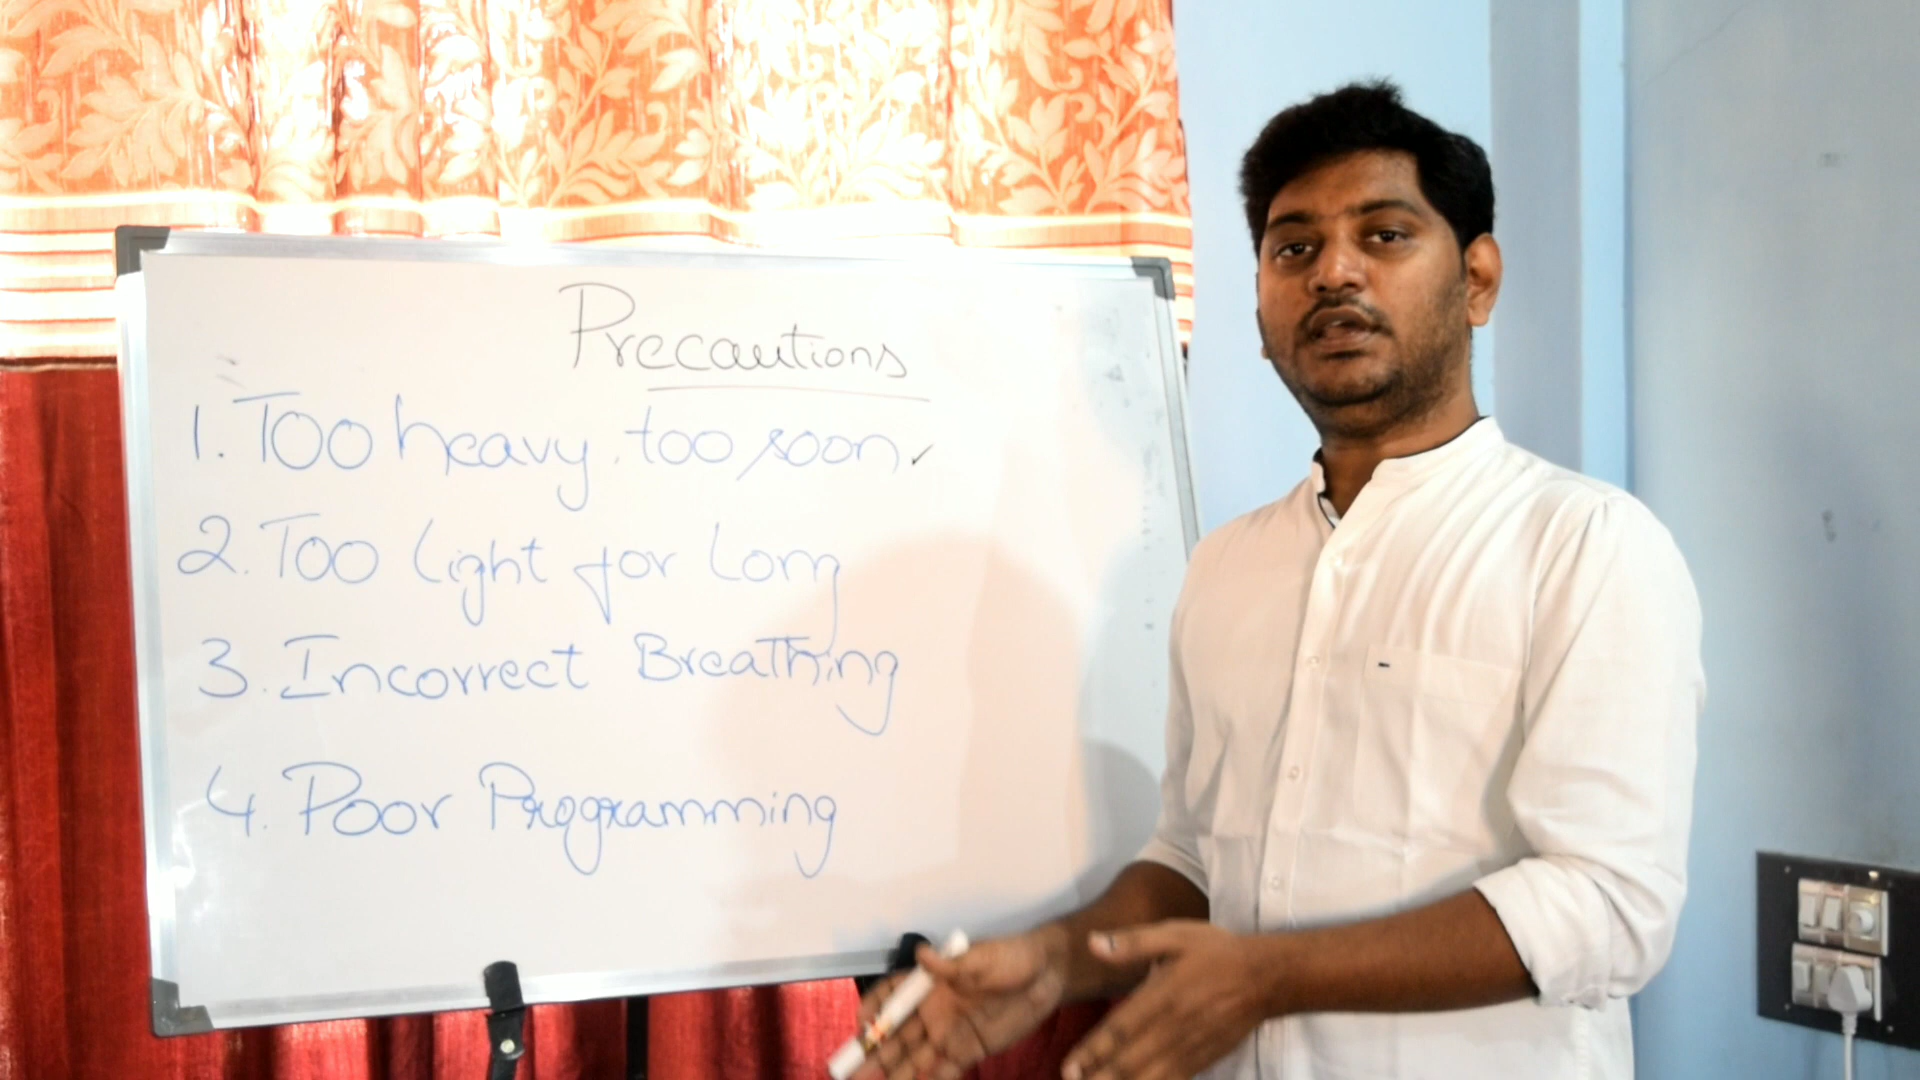 Precautions
1. Too heavy, too soon ✓
2. Too Light for Long
3. Incorrect Breathing
4. Poor Programming